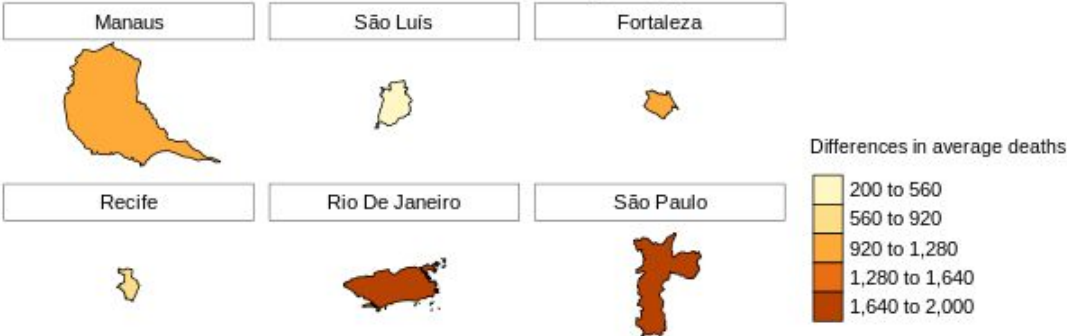 Manaus
São Luís
Fortaleza
Recife
Rio De Janeiro
São Paulo
Differences in average deaths
200 to 560
560 to 920
920 to 1,280
1,280 to 1,640
1,640 to 2,000